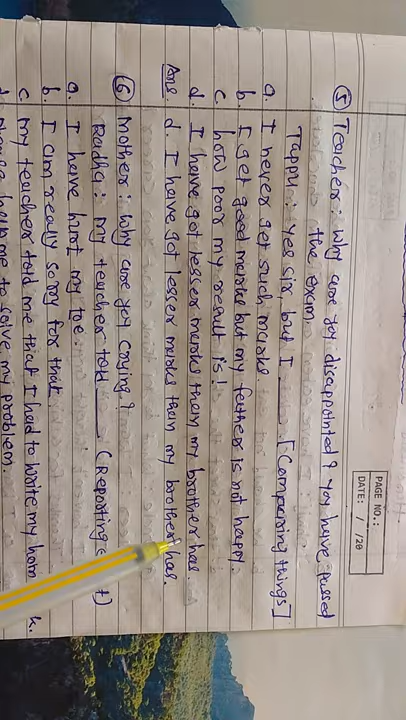 PAGE NO.:
DATE: / /20
⑤ Teacher: Why are you disappointed? You have passed
the exam.
Tappu: Yes sir, but I ____ [Comparing things]
a. I never get such marks.
b. I get good marks but my father is not happy.
c. how poor my result is!
d. I have got lesser marks than my brother has.
Ans. d. I have got lesser marks than my brother has.
⑥ Mother: Why are you crying?
Radha: my teacher told ____ (Reporting t)
a. I have hurt my toe.
b. I am really sorry for that
c. my teacher told me that I had to write my hom k.
help me to solve my problem.